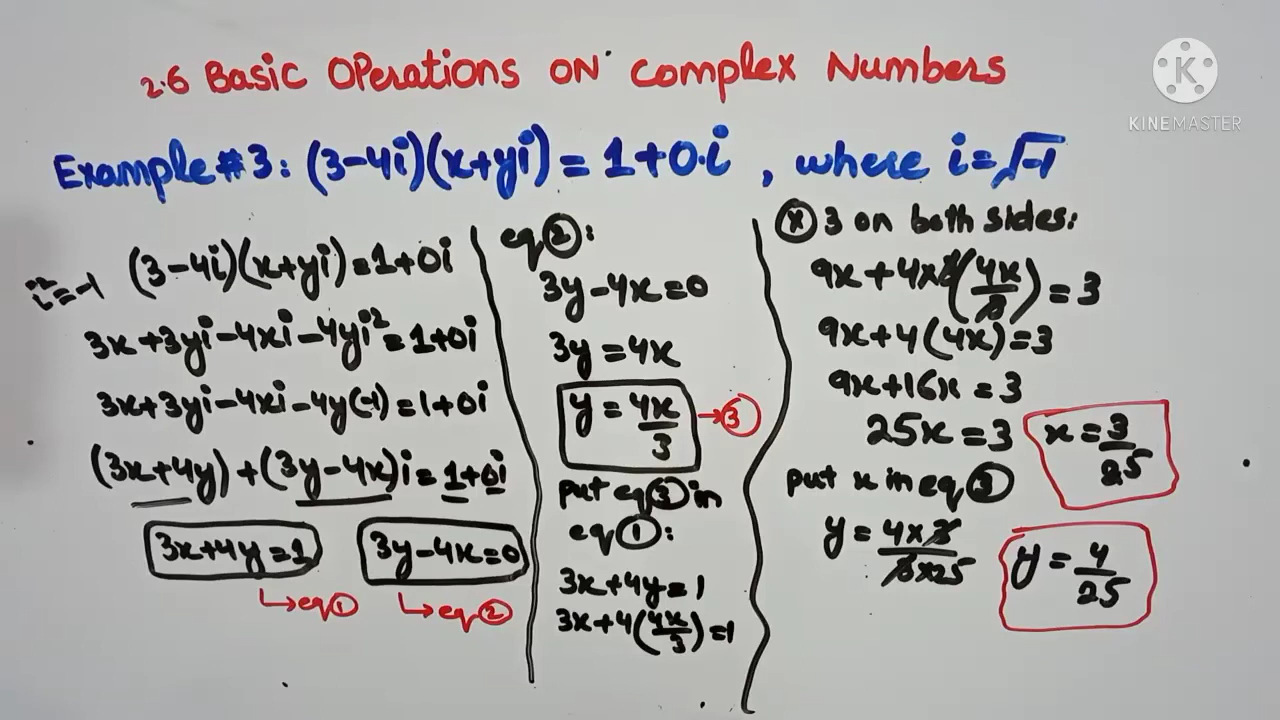 2.6 Basic Operations on complex Numbers
KINEMASTER
Example#3: (3-4i)(x+yi)=1+0·i , where i=√-1
i²=-1
(3-4i)(x+yi)=1+0i
3x+3yi-4xi-4yi²=1+0i
3x+3yi-4xi-4y(-1)=1+0i
(3x+4y)+(3y-4x)i=1+0i
3x+4y=1
3y-4x=0
↳eq①
↳eq②
eq②:
3y-4x=0
3y=4x
y=4x/3 →③
put eq③ in
eq①:
3x+4y=1
3x+4(4x/3)=1
ⓧ 3 on both sides:
9x+4x3(4x/3)=3
9x+4(4x)=3
9x+16x=3
25x=3
x=3/25
put x in eq③
y=4x3/3x25
y=4/25